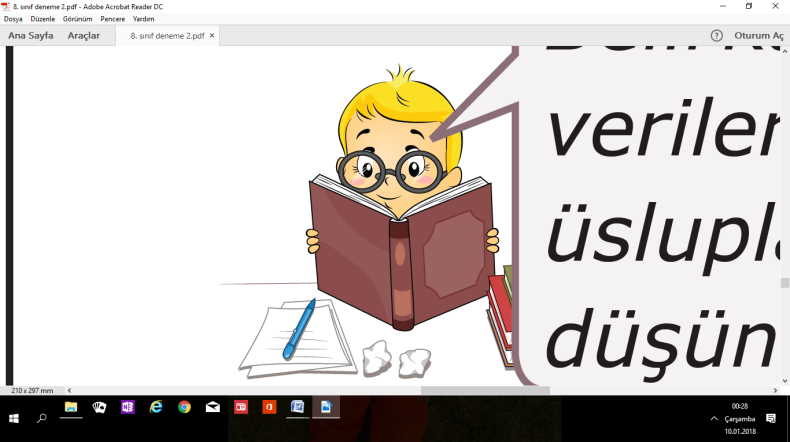 8. sınıf deneme 2.pdf - Adobe Acrobat Reader DC
Dosya Düzenle Görünüm Pencere Yardım
Ana Sayfa Araçlar 8. sınıf deneme 2.pdf × ? Oturum Aç
verilen
üslupl
düşün
210 x 297 mm
00:28
Çarşamba
10.01.2018